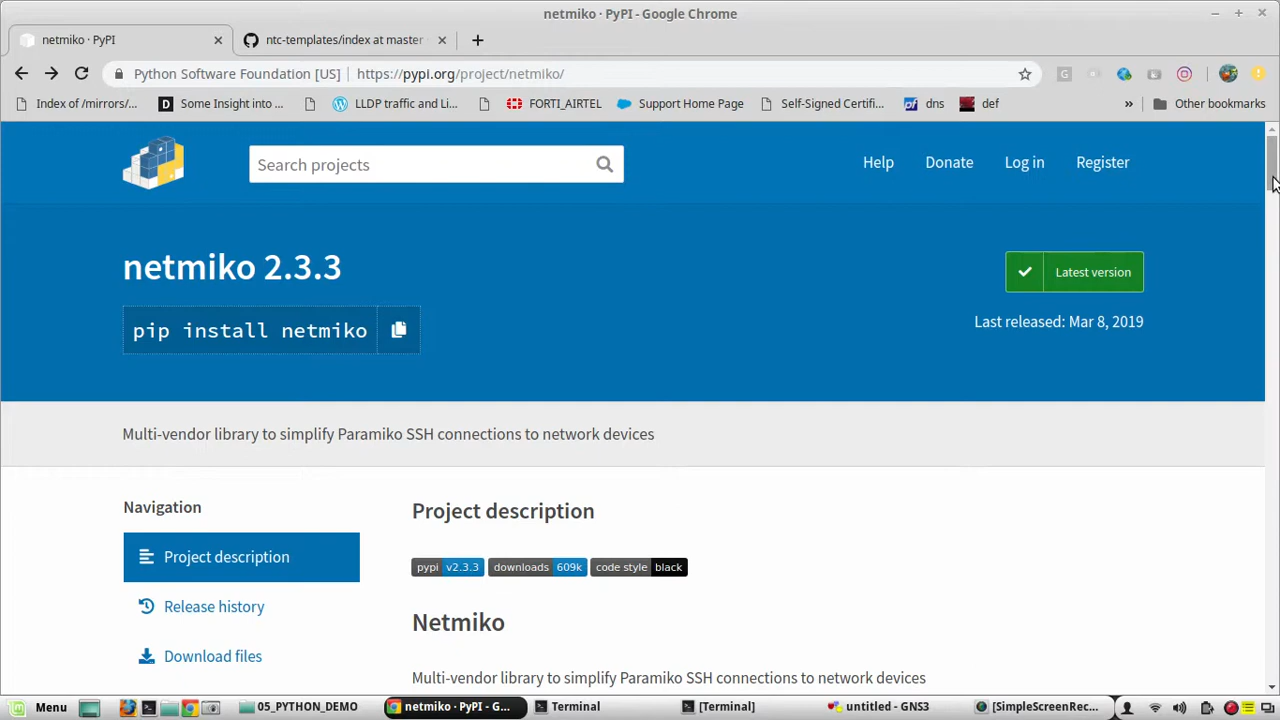 netmiko · PyPI - Google Chrome
netmiko · PyPI
ntc-templates/index at master
Python Software Foundation [US] https://pypi.org/project/netmiko/
Index of /mirrors/... Some Insight into... LLDP traffic and Li... FORTI_AIRTEL Support Home Page Self-Signed Certifi... dns def » Other bookmarks
Search projects
Help Donate Log in Register
netmiko 2.3.3
Latest version
pip install netmiko
Last released: Mar 8, 2019
Multi-vendor library to simplify Paramiko SSH connections to network devices
Navigation
Project description
Release history
Download files
Project description
pypi v2.3.3 downloads 609k code style black
Netmiko
Multi-vendor library to simplify Paramiko SSH connections to network devices
Menu 05_PYTHON_DEMO netmiko · PyPI - G... Terminal [Terminal] untitled - GNS3 [SimpleScreenRec...